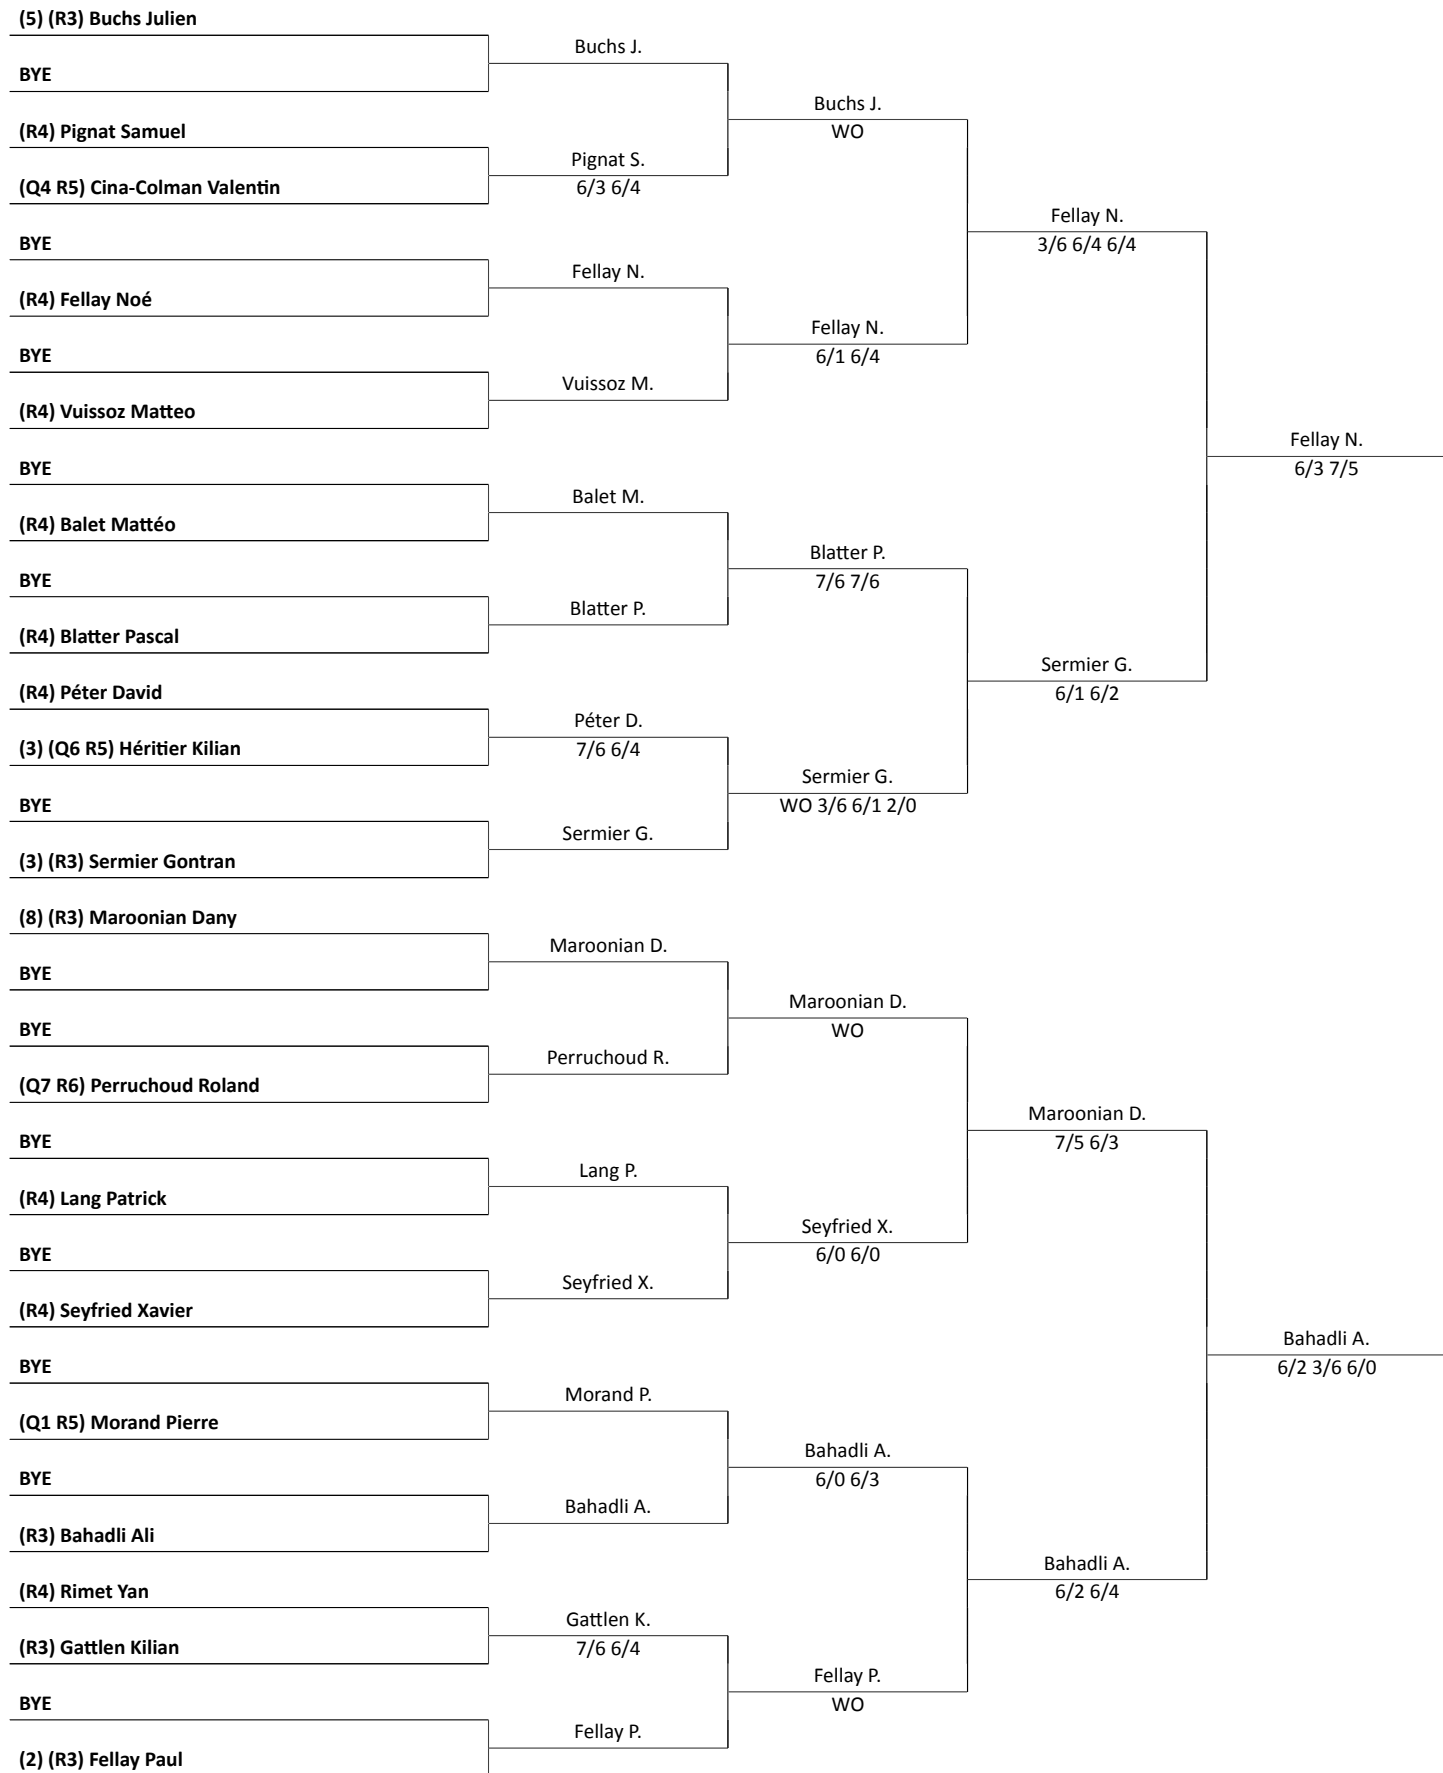 (5) (R3) Buchs Julien
BYE
(R4) Pignat Samuel
(Q4 R5) Cina-Colman Valentin
BYE
(R4) Fellay Noé
BYE
(R4) Vuissoz Matteo
BYE
(R4) Balet Mattéo
BYE
(R4) Blatter Pascal
(R4) Péter David
(3) (Q6 R5) Héritier Kilian
BYE
(3) (R3) Sermier Gontran
(8) (R3) Maroonian Dany
BYE
BYE
(Q7 R6) Perruchoud Roland
BYE
(R4) Lang Patrick
BYE
(R4) Seyfried Xavier
BYE
(Q1 R5) Morand Pierre
BYE
(R3) Bahadli Ali
(R4) Rimet Yan
(R3) Gattlen Kilian
BYE
(2) (R3) Fellay Paul
Buchs J.
Pignat S.
6/3 6/4
Fellay N.
Vuissoz M.
Balet M.
Blatter P.
Péter D.
7/6 6/4
Sermier G.
Maroonian D.
Perruchoud R.
Lang P.
Seyfried X.
Morand P.
Bahadli A.
Gattlen K.
7/6 6/4
Fellay P.
Buchs J.
WO
Fellay N.
6/1 6/4
Blatter P.
7/6 7/6
Sermier G.
WO 3/6 6/1 2/0
Maroonian D.
WO
Seyfried X.
6/0 6/0
Bahadli A.
6/0 6/3
Fellay P.
WO
Fellay N.
3/6 6/4 6/4
Sermier G.
6/1 6/2
Maroonian D.
7/5 6/3
Bahadli A.
6/2 6/4
Fellay N.
6/3 7/5
Bahadli A.
6/2 3/6 6/0